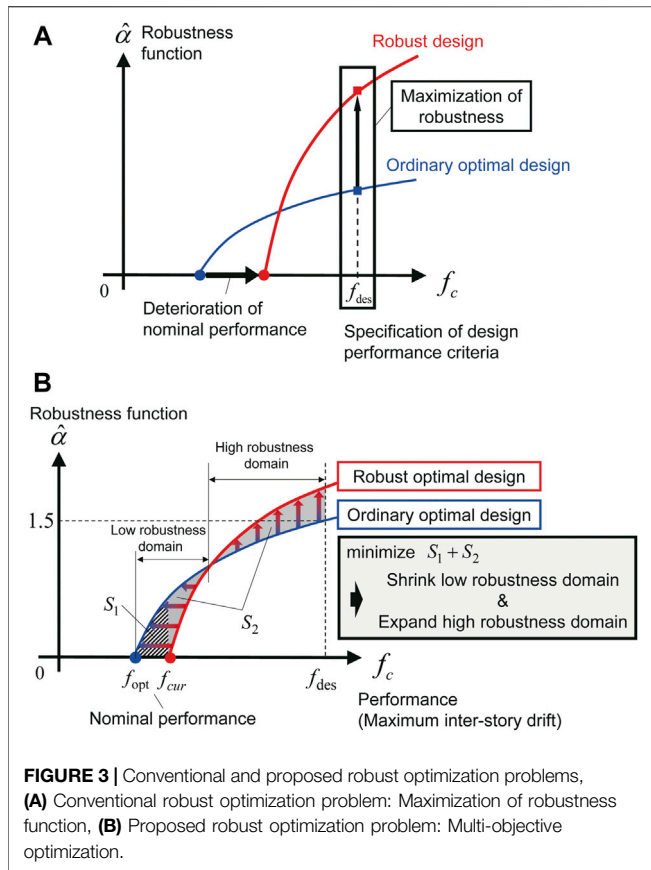 A
α̂ Robustness function
Robust design
Maximization of robustness
Ordinary optimal design
0
f_des
f_c
Deterioration of nominal performance
Specification of design performance criteria
B
Robustness function
α̂
High robustness domain
Robust optimal design
1.5
Ordinary optimal design
Low robustness domain
minimize S₁ + S₂
Shrink low robustness domain
&
Expand high robustness domain
S₁
S₂
0
f_opt
f_cur
f_des
f_c
Nominal performance
Performance
(Maximum inter-story drift)
FIGURE 3 | Conventional and proposed robust optimization problems,
(A) Conventional robust optimization problem: Maximization of robustness
function, (B) Proposed robust optimization problem: Multi-objective
optimization.